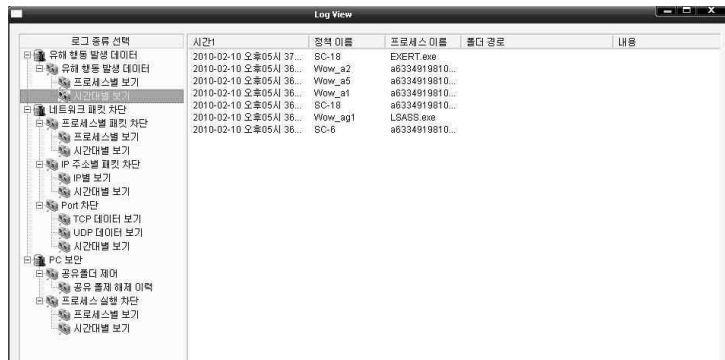 Log View
로그 종류 선택
유해 행동 발생 데이터
유해 행동 발생 데이터
프로세스별 보기
시간대별 보기
네트워크 패킷 차단
프로세스별 패킷 차단
프로세스별 보기
시간대별 보기
IP 주소별 패킷 차단
IP별 보기
시간대별 보기
Port 차단
TCP 데이터 보기
UDP 데이터 보기
시간대별 보기
PC 보안
공유폴더 제어
공유 폴제 해제 이력
프로세스 실행 차단
프로세스별 보기
시간대별 보기
시간1 정책 이름 프로세스 이름 폴더 경로 내용
2010-02-10 오후05시 37... SC-18 EXERT.exe
2010-02-10 오후05시 36... Wow_a2 a6334919810...
2010-02-10 오후05시 36... Wow_a5 a6334919810...
2010-02-10 오후05시 36... Wow_a1 a6334919810...
2010-02-10 오후05시 36... SC-18 a6334919810...
2010-02-10 오후05시 36... Wow_ag1 LSASS.exe
2010-02-10 오후05시 36... SC-6 a6334919810...